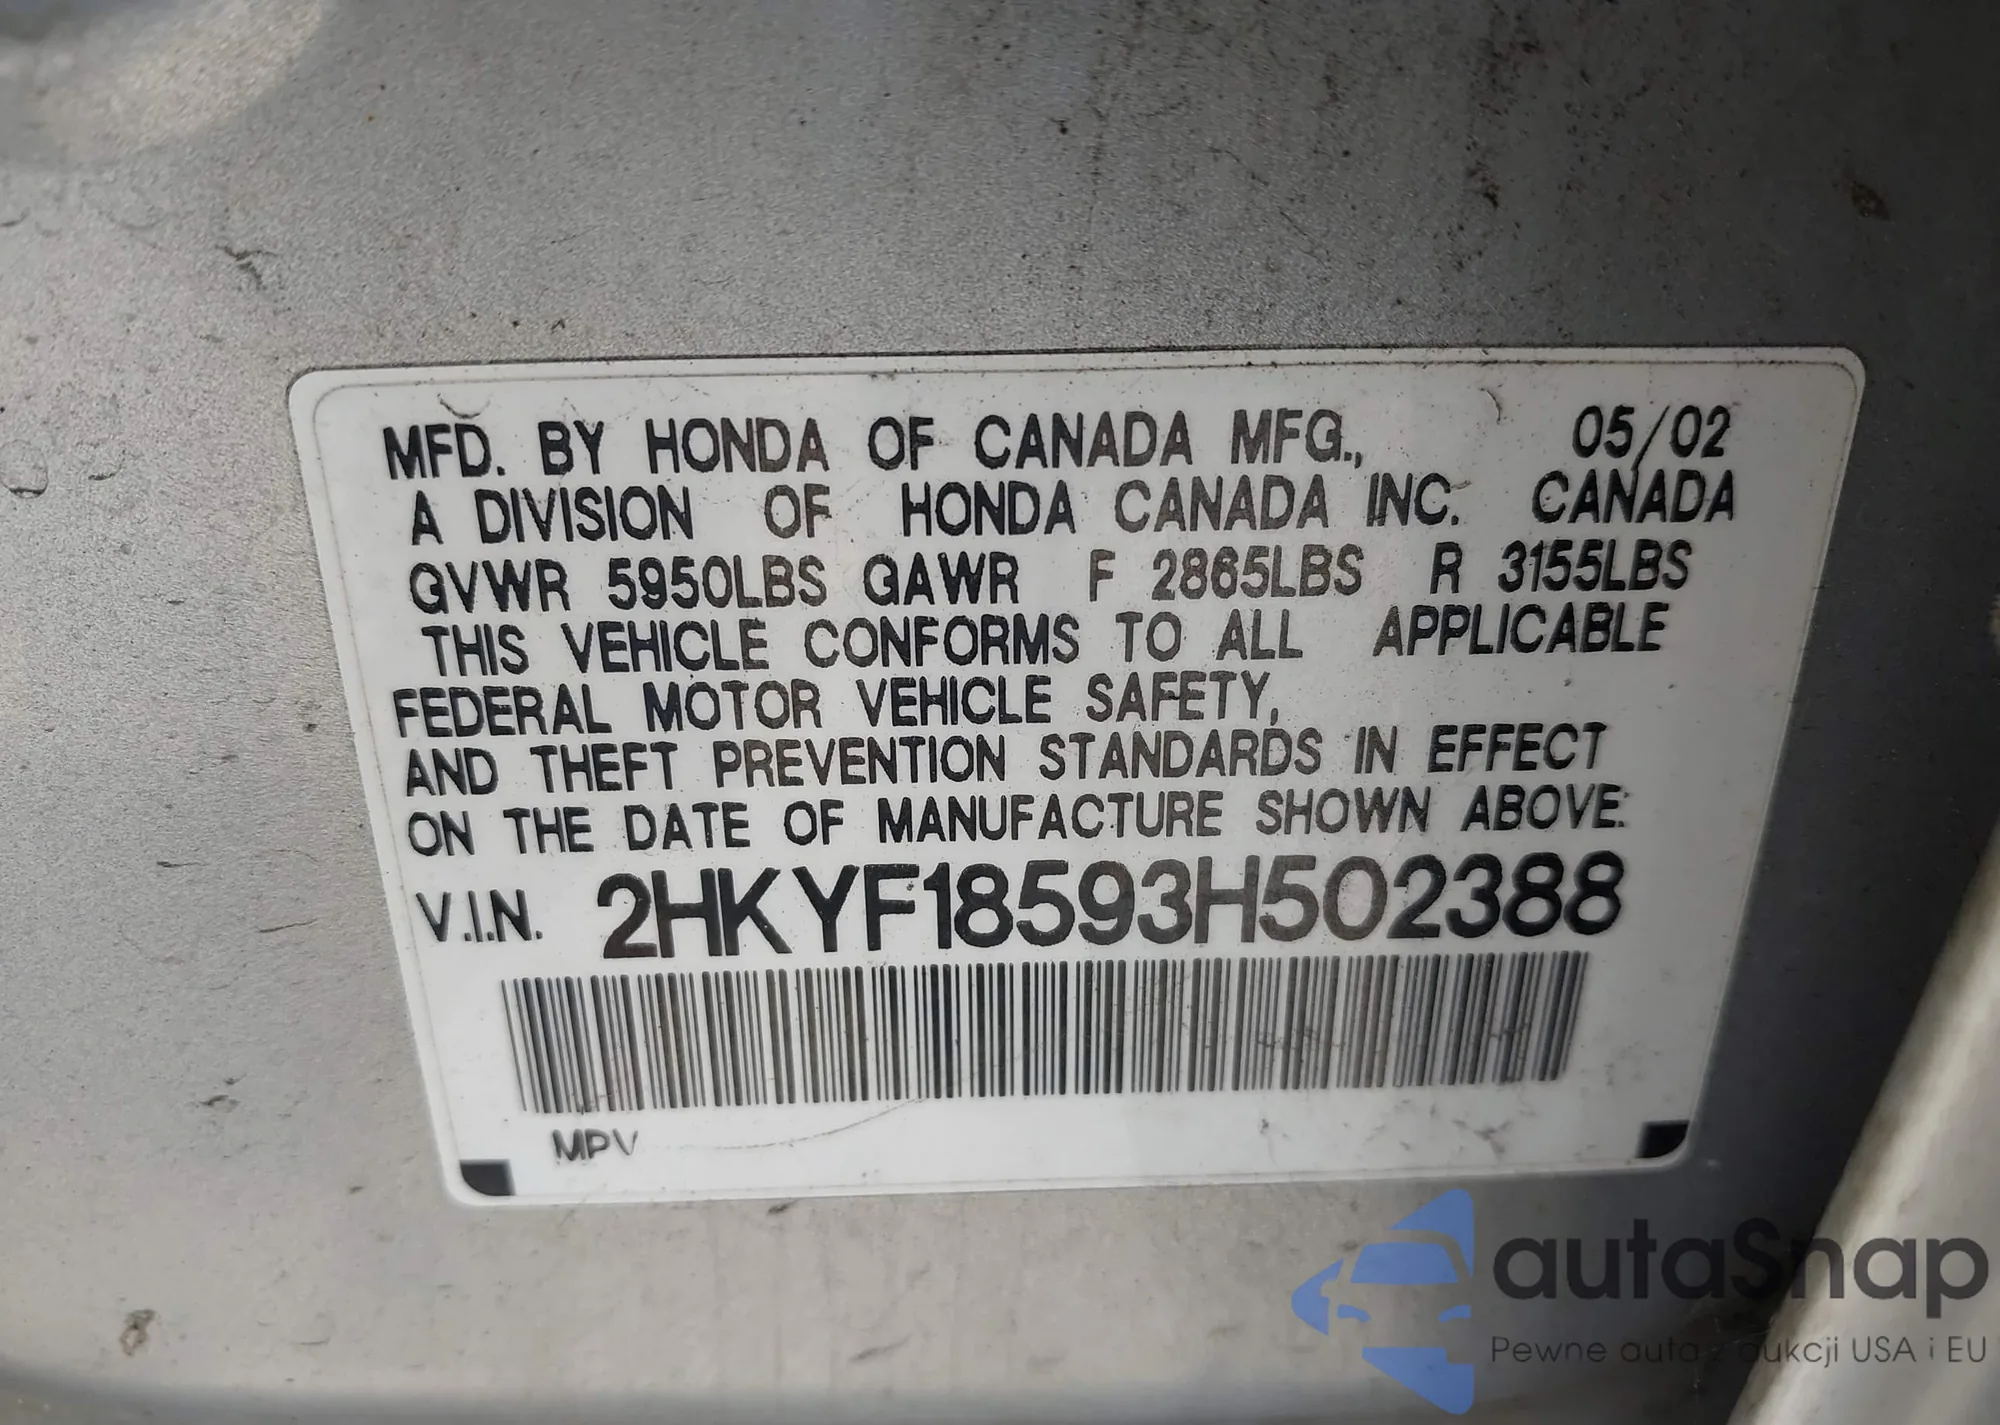 MFD. BY HONDA OF CANADA MFG., 05/02
A DIVISION OF HONDA CANADA INC. CANADA
GVWR 5950LBS GAWR F 2865LBS R 3155LBS
THIS VEHICLE CONFORMS TO ALL APPLICABLE
FEDERAL MOTOR VEHICLE SAFETY,
AND THEFT PREVENTION STANDARDS IN EFFECT
ON THE DATE OF MANUFACTURE SHOWN ABOVE:
V.I.N. 2HKYF18593H502388
MPV
autaSnap
Pewne auta z aukcji USA i EU